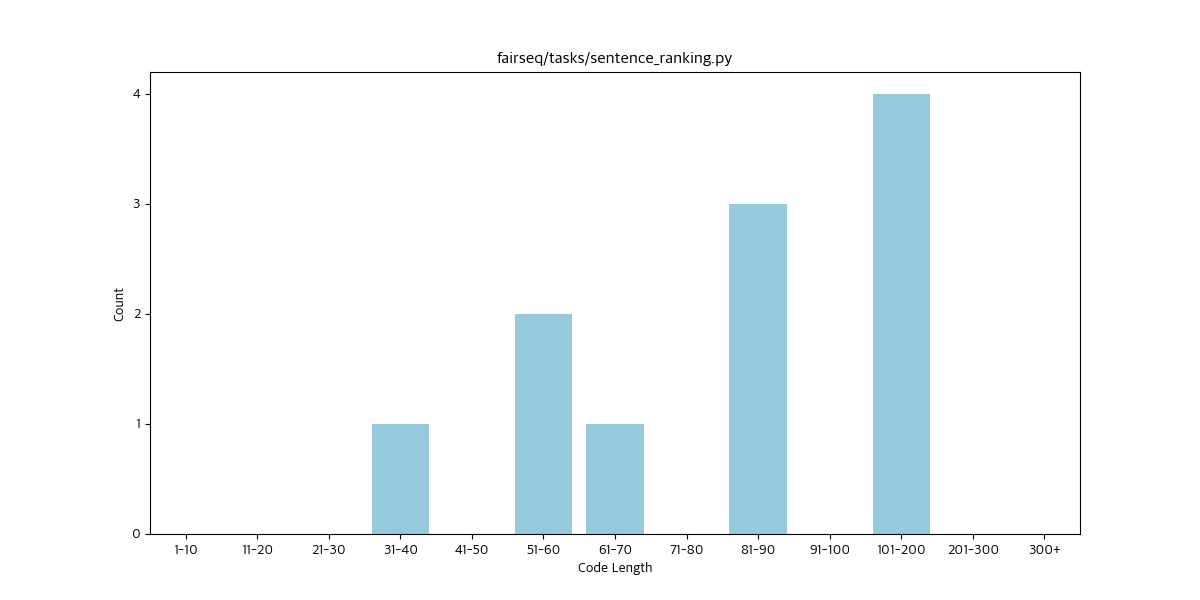 fairseq/tasks/sentence_ranking.py
4
3
2
1
0
Count
1-10 11-20 21-30 31-40 41-50 51-60 61-70 71-80 81-90 91-100 101-200 201-300 300+
Code Length